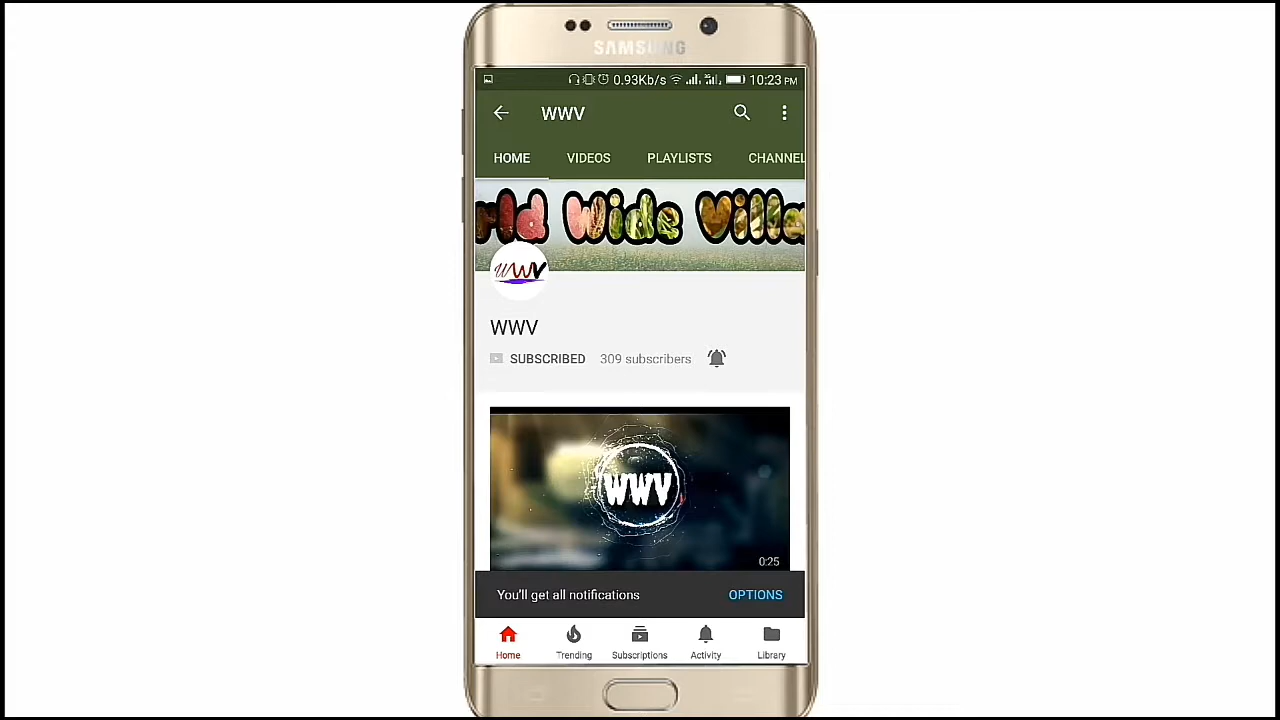 SAMSUNG
0.93Kb/s 10:23 PM
WWV
HOME VIDEOS PLAYLISTS CHANNEL
rld Wide Villa
WWV
WWV
SUBSCRIBED 309 subscribers
WWV
0:25
You'll get all notifications OPTIONS
Home Trending Subscriptions Activity Library